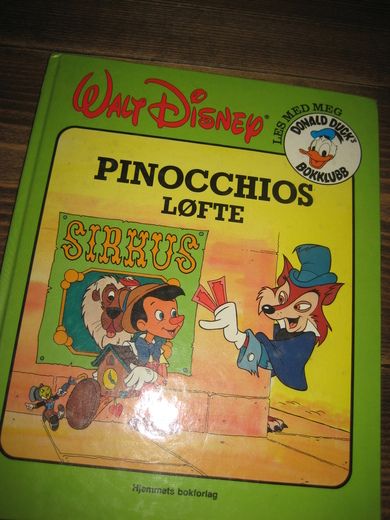 WALT DISNEY
LES MED MEG
DONALD DUCK's
BOKKLUBB
PINOCCHIOS
LØFTE
SIRKUS
Hjemmets bokforlag